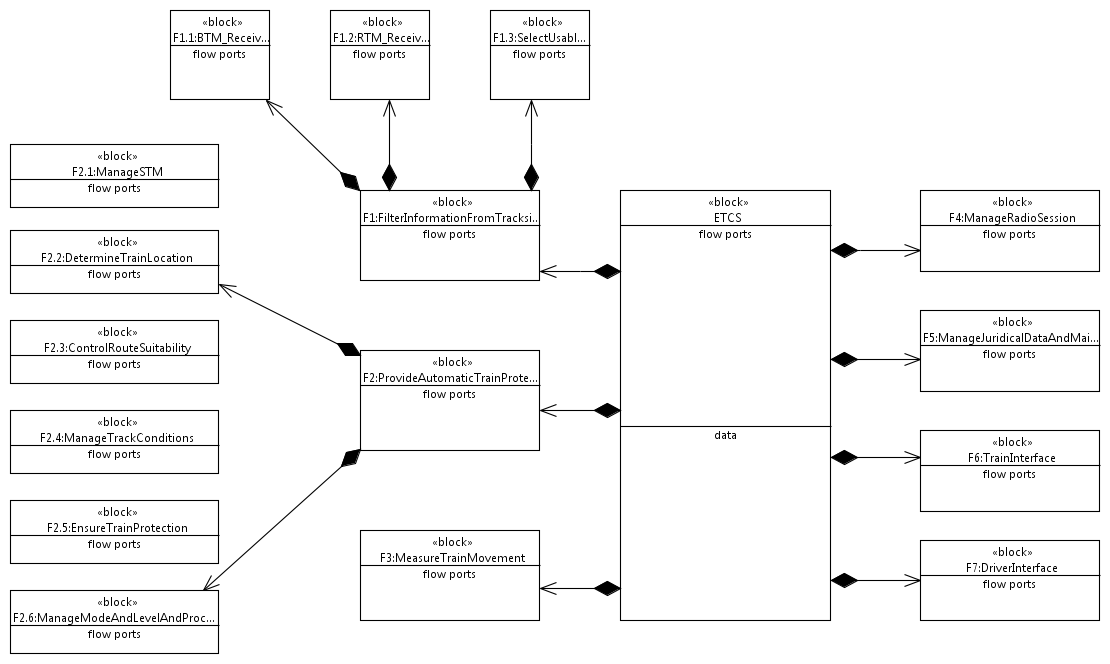 «block»
F1.1:BTM_Receiv...
flow ports
«block»
F1.2:RTM_Receiv...
flow ports
«block»
F1.3:SelectUsabl...
flow ports
«block»
F2.1:ManageSTM
flow ports
«block»
F2.2:DetermineTrainLocation
flow ports
«block»
F2.3:ControlRouteSuitability
flow ports
«block»
F2.4:ManageTrackConditions
flow ports
«block»
F2.5:EnsureTrainProtection
flow ports
«block»
F2.6:ManageModeAndLevelAndProc...
flow ports
«block»
F1:FilterInformationFromTracksi...
flow ports
«block»
F2:ProvideAutomaticTrainProte...
flow ports
«block»
F3:MeasureTrainMovement
flow ports
«block»
ETCS
flow ports
data
«block»
F4:ManageRadioSession
flow ports
«block»
F5:ManageJuridicalDataAndMai...
flow ports
«block»
F6:TrainInterface
flow ports
«block»
F7:DriverInterface
flow ports